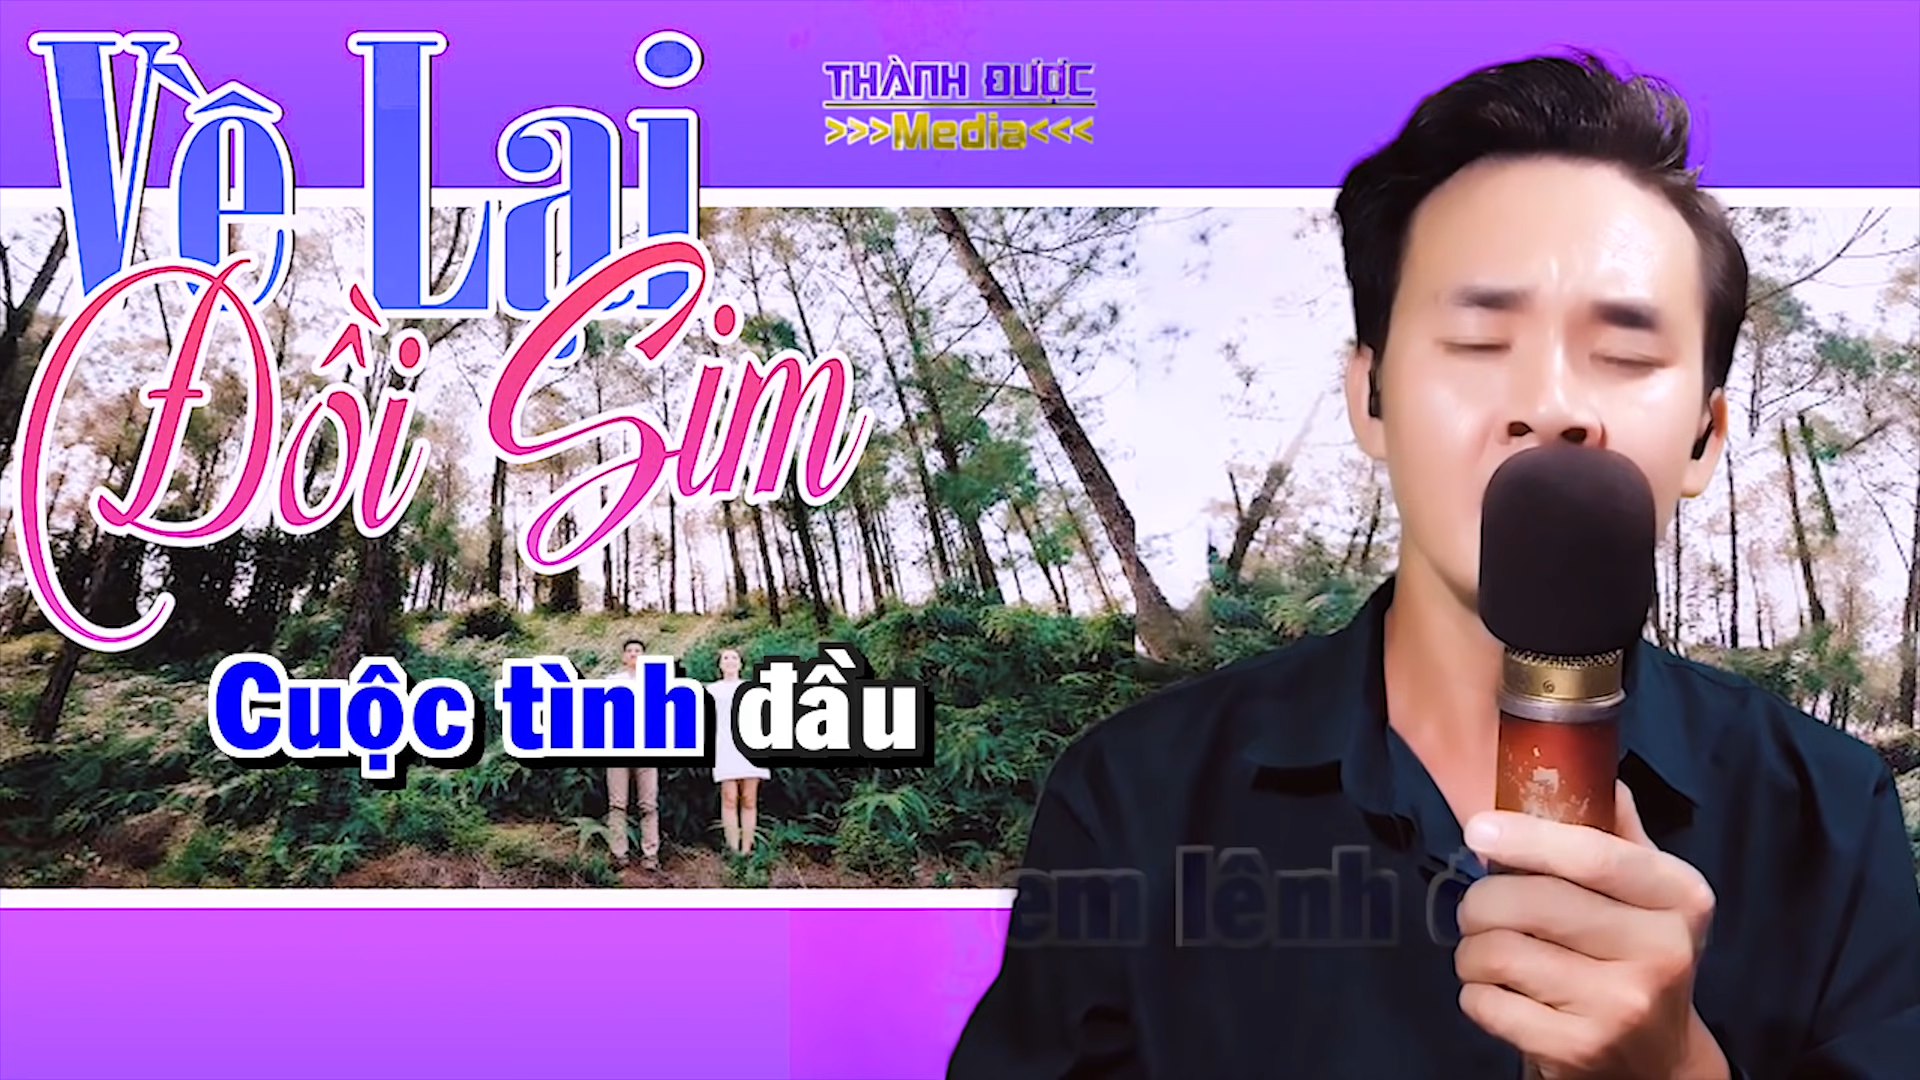 Về Lại
Đồi Sim
THÀNH ĐƯỢC
>>>Media<<<
Cuộc tình đầu
em lênh